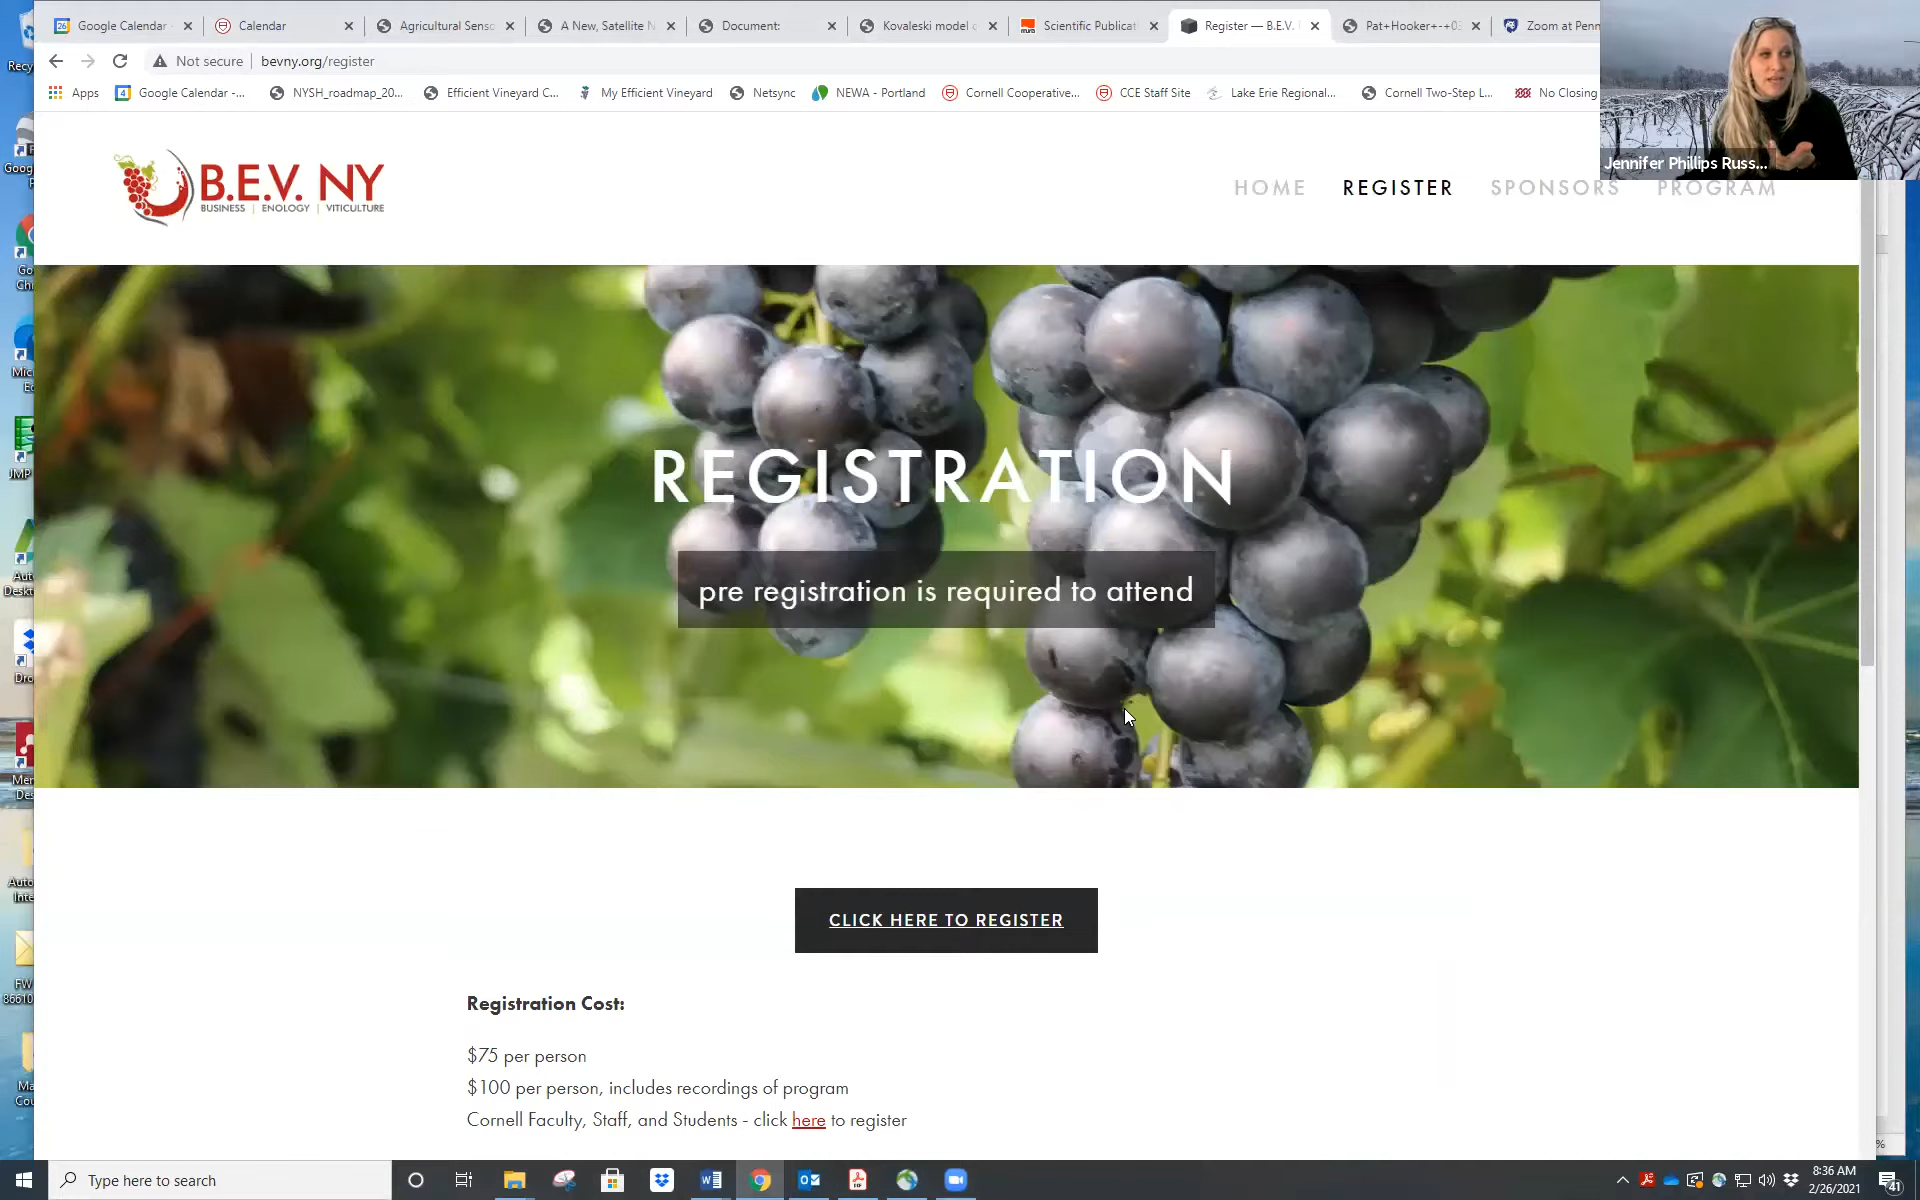 Google Calendar
Calendar
Agricultural Senso
A New, Satellite N
Document:
Kovaleski model o
Scientific Publicat
Register — B.E.V.
Pat+Hooker+-+03
Zoom at Penn
Not secure | bevny.org/register
Apps
Google Calendar -...
NYSH_roadmap_20...
Efficient Vineyard C...
My Efficient Vineyard
Netsync
NEWA - Portland
Cornell Cooperative...
CCE Staff Site
Lake Erie Regional...
Cornell Two-Step L...
No Closing
Jennifer Phillips Russ...
B.E.V. NY
BUSINESS | ENOLOGY | VITICULTURE
HOME
REGISTER
SPONSORS
PROGRAM
REGISTRATION
pre registration is required to attend
CLICK HERE TO REGISTER
Registration Cost:
$75 per person
$100 per person, includes recordings of program
Cornell Faculty, Staff, and Students - click here to register
Type here to search
8:36 AM
2/26/2021
41